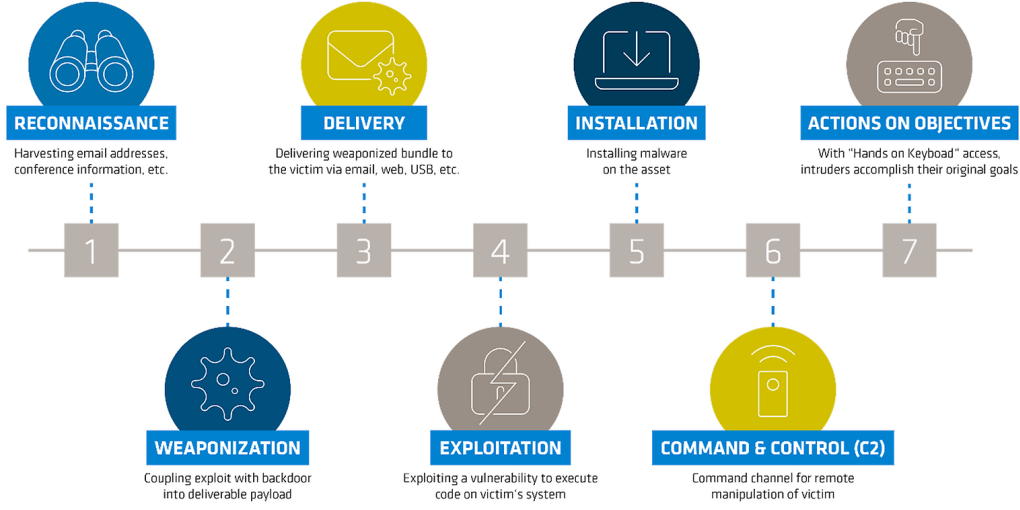 RECONNAISSANCE
Harvesting email addresses,
conference information, etc.
DELIVERY
Delivering weaponized bundle to
the victim via email, web, USB, etc.
INSTALLATION
Installing malware
on the asset
ACTIONS ON OBJECTIVES
With "Hands on Keyboad" access,
intruders accomplish their original goals
1
2
3
4
5
6
7
WEAPONIZATION
Coupling exploit with backdoor
into deliverable payload
EXPLOITATION
Exploiting a vulnerability to execute
code on victim's system
COMMAND & CONTROL (C2)
Command channel for remote
manipulation of victim